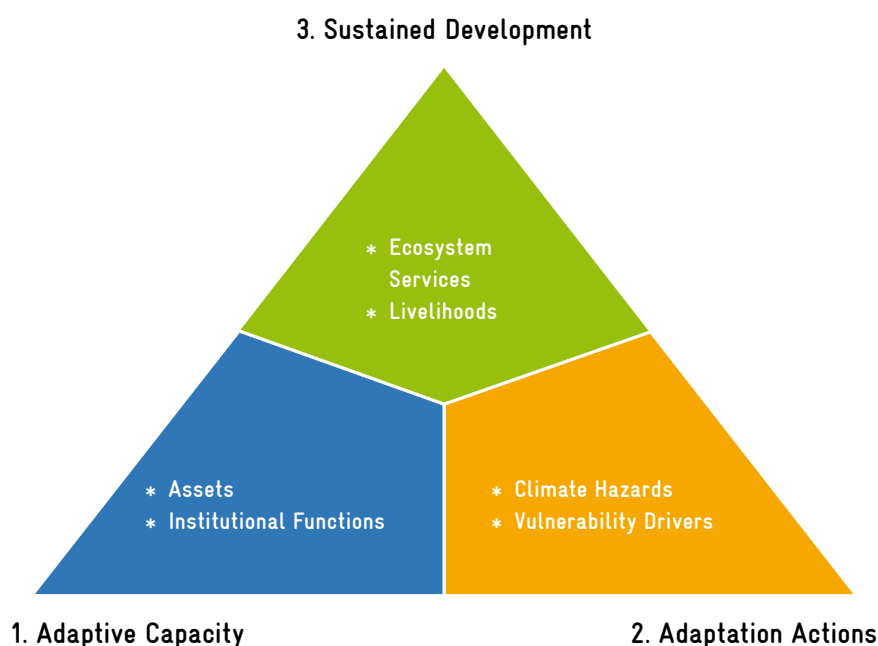 3. Sustained Development
* Ecosystem
Services
* Livelihoods
* Assets
* Institutional Functions
* Climate Hazards
* Vulnerability Drivers
1. Adaptive Capacity
2. Adaptation Actions